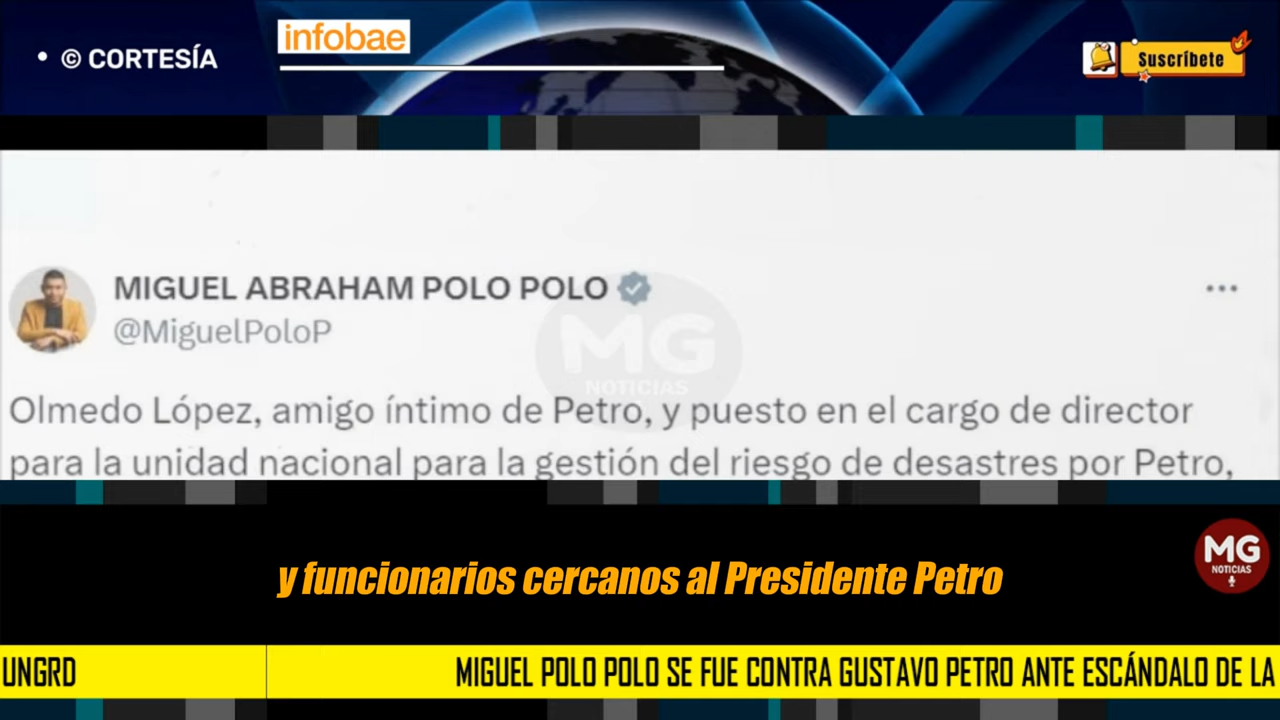 • © CORTESÍA
infobae
Suscríbete
MIGUEL ABRAHAM POLO POLO
@MiguelPoloP
MG
NOTICIAS
Olmedo López, amigo íntimo de Petro, y puesto en el cargo de director
para la unidad nacional para la gestión del riesgo de desastres por Petro,
y funcionarios cercanos al Presidente Petro
MG
NOTICIAS
UNGRD
MIGUEL POLO POLO SE FUE CONTRA GUSTAVO PETRO ANTE ESCÁNDALO DE LA